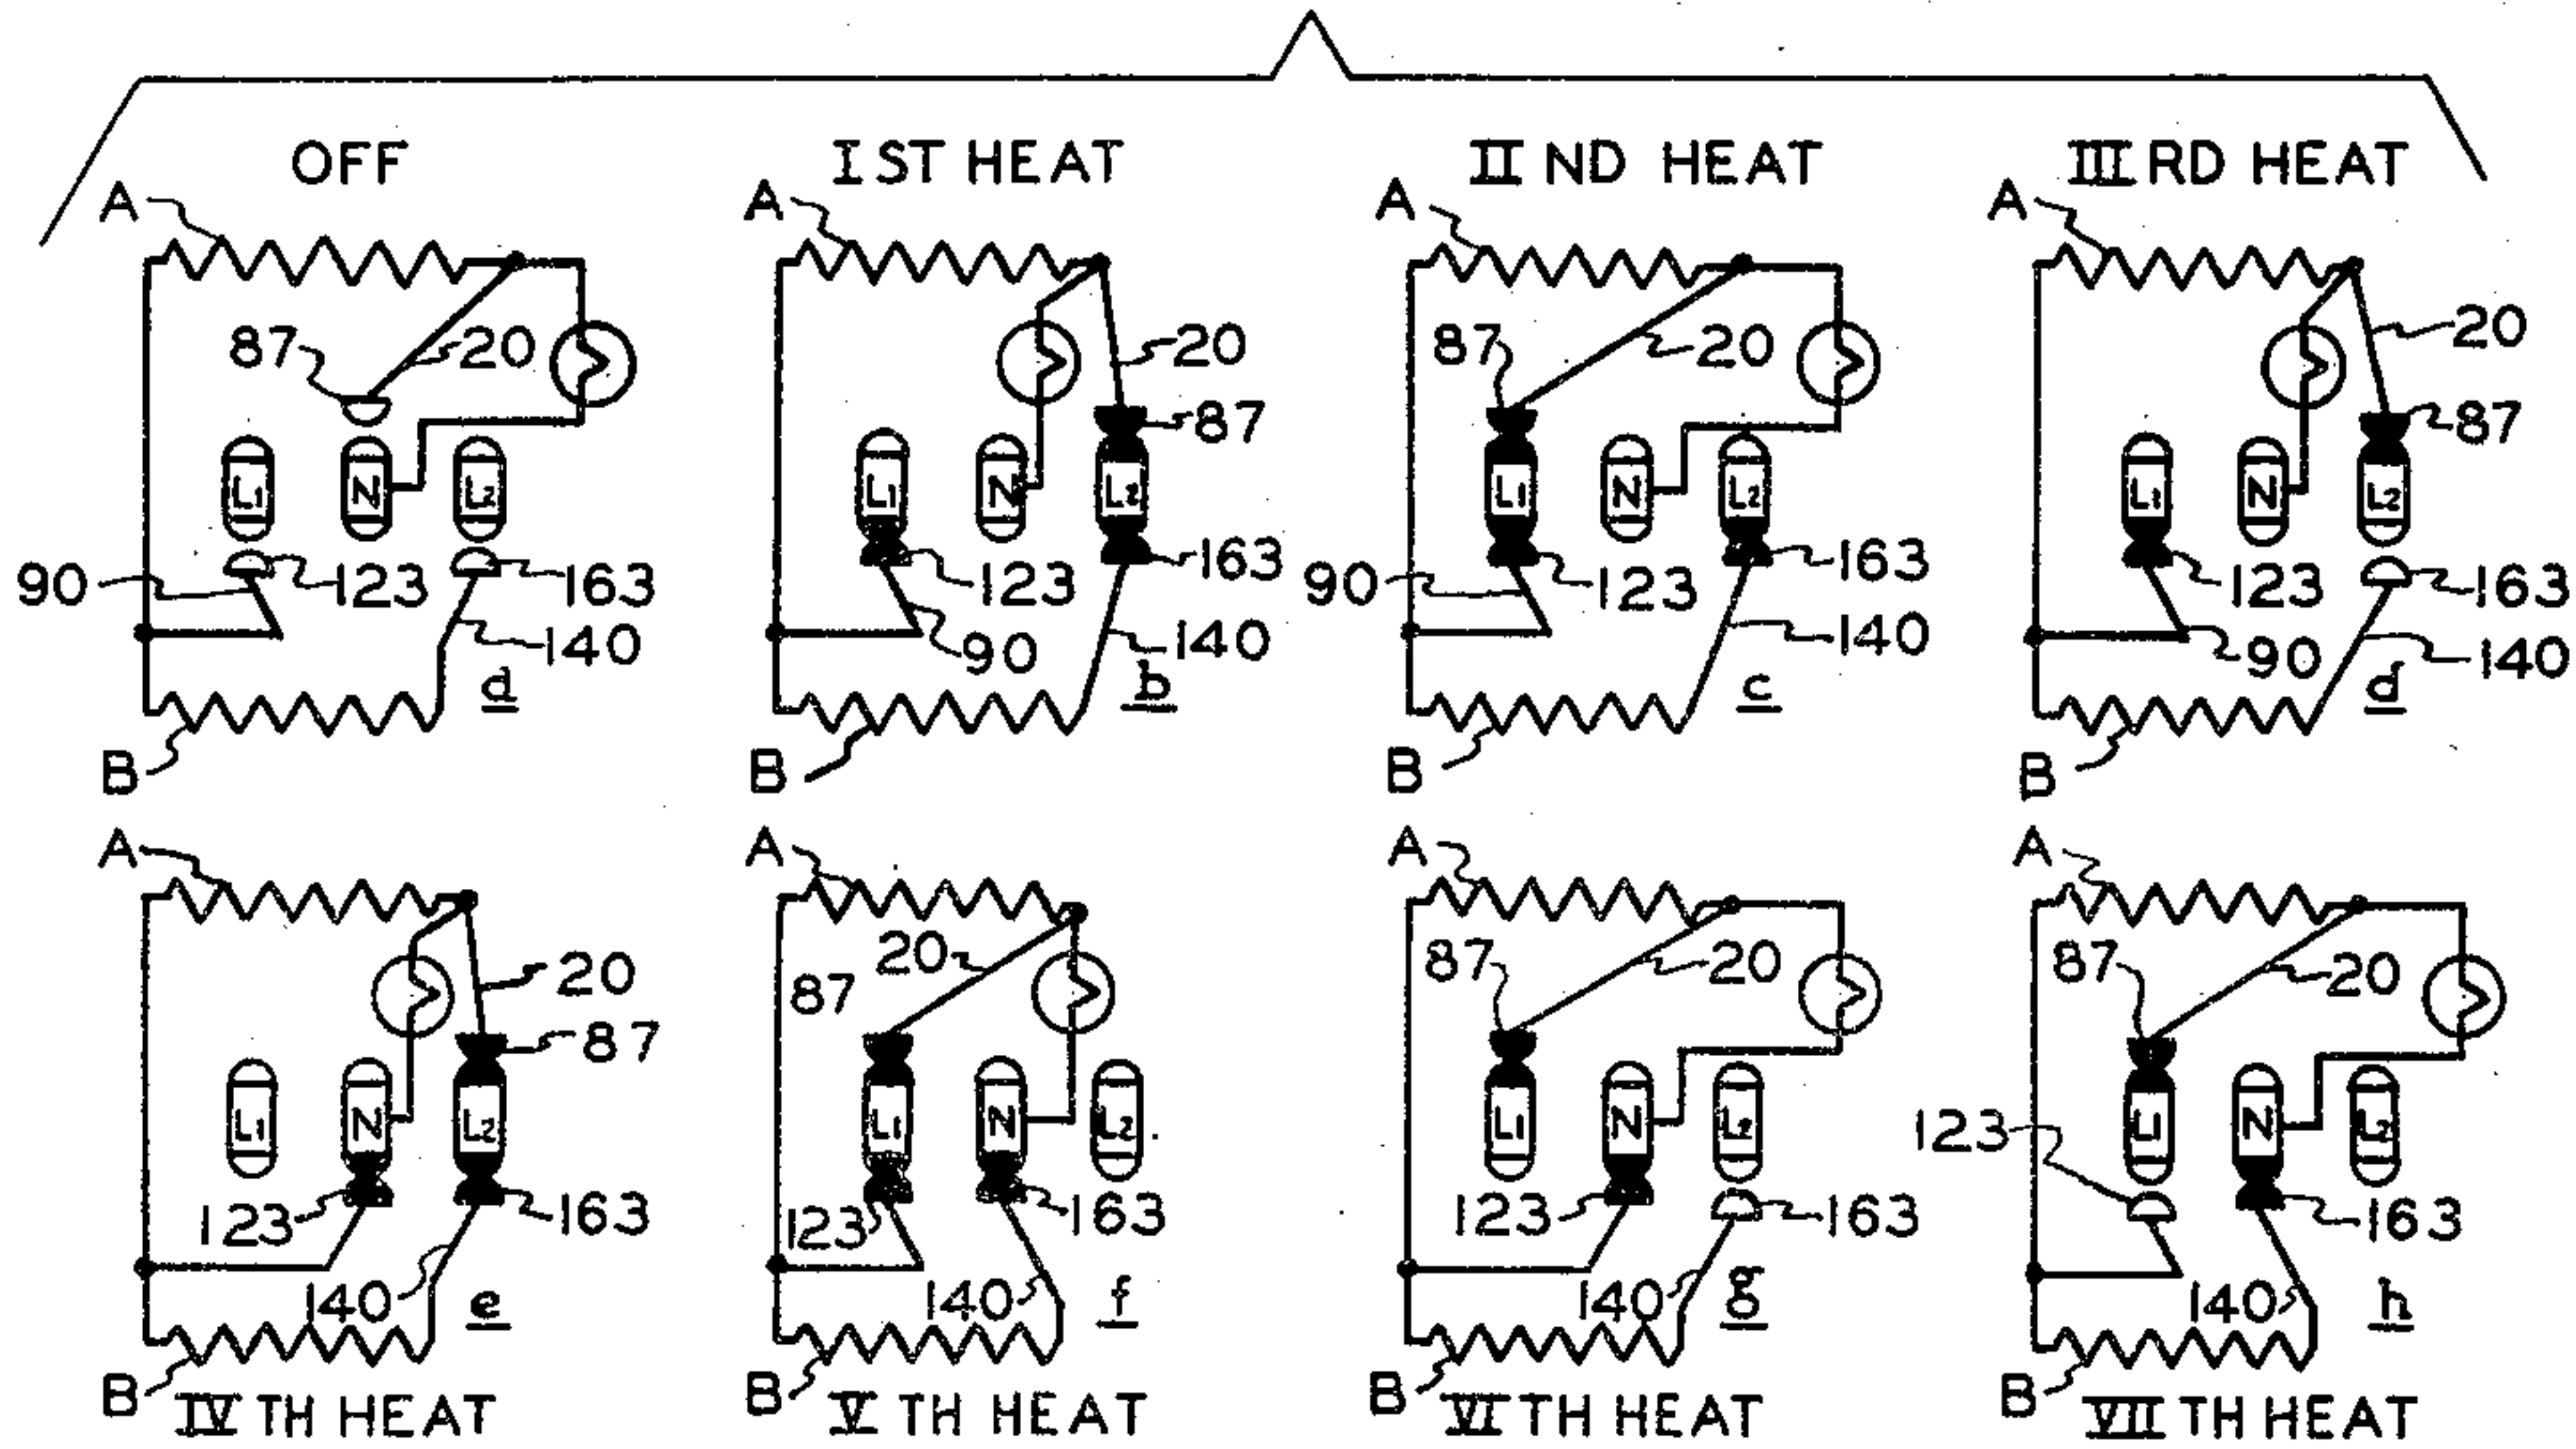 OFF
A
87
20
L1
N
L2
90
123
163
140
d
B
I ST HEAT
A
20
87
L1
N
L2
123
163
90
140
b
B
II ND HEAT
A
87
20
L1
N
L2
90
123
163
140
c
B
III RD HEAT
A
20
87
L1
N
L2
123
163
90
140
d
B
A
20
87
L1
N
L2
123
163
140
e
B
IV TH HEAT
A
20
87
L1
N
L2
123
163
140
f
B
V TH HEAT
A
87
20
L1
N
L2
123
163
140
g
B
VI TH HEAT
A
87
20
L1
N
L2
123
163
140
h
B
VII TH HEAT